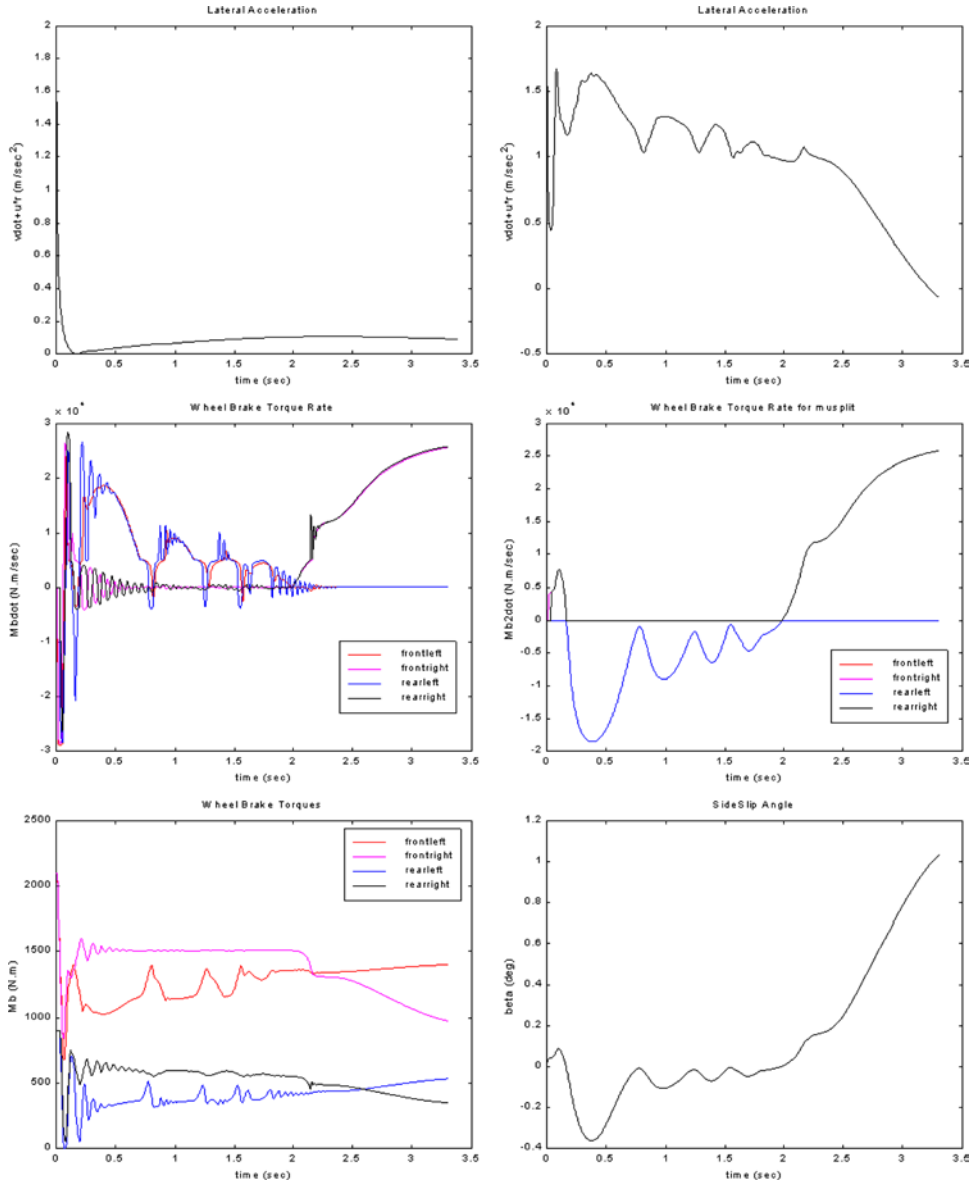 Lateral Acceleration
2
1.8
1.6
1.4
1.2
1
0.8
0.6
0.4
0.2
0
vdot+u*r (m/sec²)
0 0.5 1 1.5 2 2.5 3 3.5
time (sec)
Lateral Acceleration
2
1.5
1
0.5
0
-0.5
vdot+u*r (m/sec²)
0 0.5 1 1.5 2 2.5 3 3.5
time (sec)
Wheel Brake Torque Rate
3
2
1
0
-1
-2
-3
Mbdot (N.m/sec)
frontleft
frontright
rearleft
rearright
0 0.5 1 1.5 2 2.5 3 3.5
time (sec)
Wheel Brake Torque Rate for musplit
3
2.5
2
1.5
1
0.5
0
-0.5
-1
-1.5
-2
Mb2dot (N.m/sec)
frontleft
frontright
rearleft
rearright
0 0.5 1 1.5 2 2.5 3 3.5
time (sec)
Wheel Brake Torques
2500
2000
1500
1000
500
0
Mb (N.m)
frontleft
frontright
rearleft
rearright
0 0.5 1 1.5 2 2.5 3 3.5
time (sec)
SideSlip Angle
1.2
1
0.8
0.6
0.4
0.2
0
-0.2
-0.4
beta (deg)
0 0.5 1 1.5 2 2.5 3 3.5
time (sec)